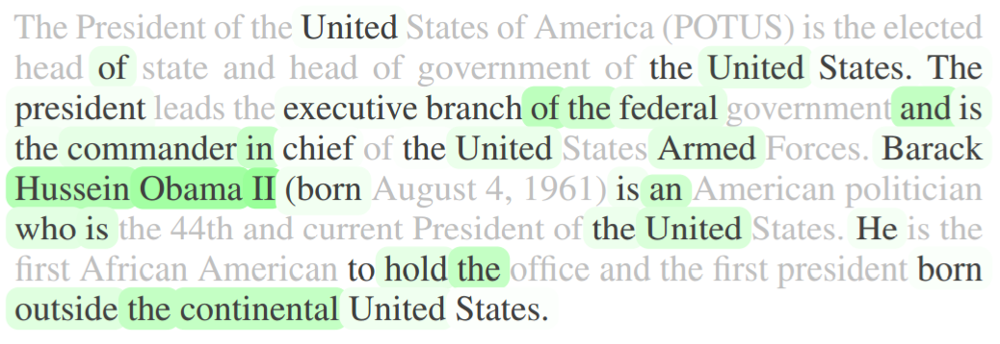 The President of the United States of America (POTUS) is the elected
head of state and head of government of the United States. The
president leads the executive branch of the federal government and is
the commander in chief of the United States Armed Forces. Barack
Hussein Obama II (born August 4, 1961) is an American politician
who is the 44th and current President of the United States. He is the
first African American to hold the office and the first president born
outside the continental United States.